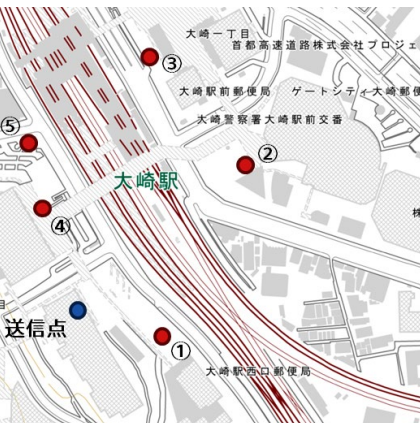 大崎一丁目
首都高速道路株式会社プロジェ
③
大崎駅前郵便局
ゲートシティ大崎郵便
大崎警察署大崎駅前交番
⑤
②
大崎駅
株
④
目
送信点
①
大崎駅西口郵便局